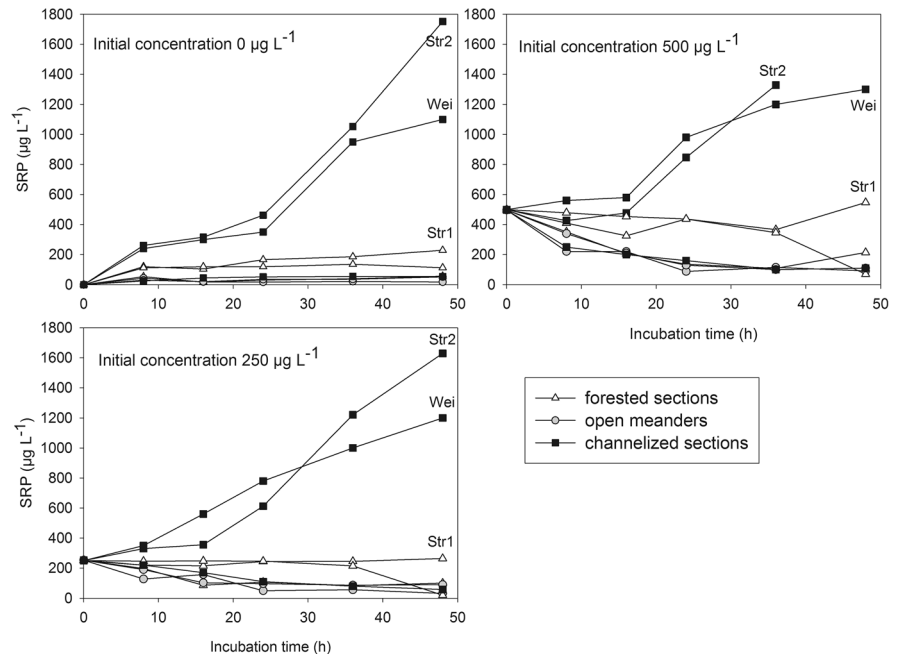 Initial concentration 0 µg L⁻¹
SRP (µg L⁻¹)
1800
1600
1400
1200
1000
800
600
400
200
0
0 10 20 30 40 50
Str2
Wei
Str1
Initial concentration 500 µg L⁻¹
1800
1600
1400
1200
1000
800
600
400
200
0
0 10 20 30 40 50
Str2
Wei
Str1
Incubation time (h)
Initial concentration 250 µg L⁻¹
SRP (µg L⁻¹)
1800
1600
1400
1200
1000
800
600
400
200
0
0 10 20 30 40 50
Str2
Wei
Str1
Incubation time (h)
forested sections
open meanders
channelized sections